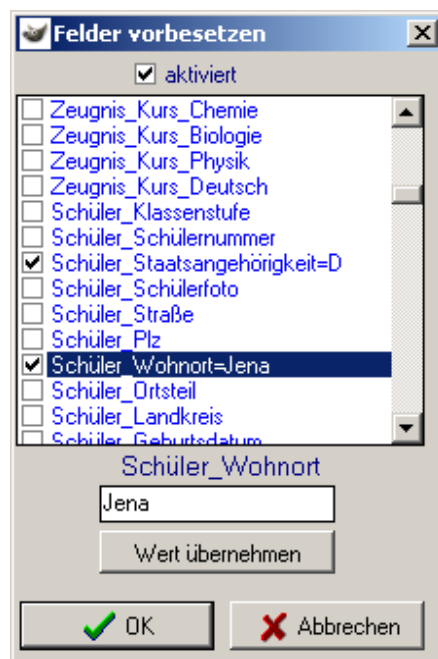 Felder vorbesetzen
aktiviert
Zeugnis_Kurs_Chemie
Zeugnis_Kurs_Biologie
Zeugnis_Kurs_Physik
Zeugnis_Kurs_Deutsch
Schüler_Klassenstufe
Schüler_Schülernummer
Schüler_Staatsangehörigkeit=D
Schüler_Schülerfoto
Schüler_Straße
Schüler_Plz
Schüler_Wohnort=Jena
Schüler_Ortsteil
Schüler_Landkreis
Schüler_Geburtsdatum
Schüler_Wohnort
Jena
Wert übernehmen
OK
Abbrechen